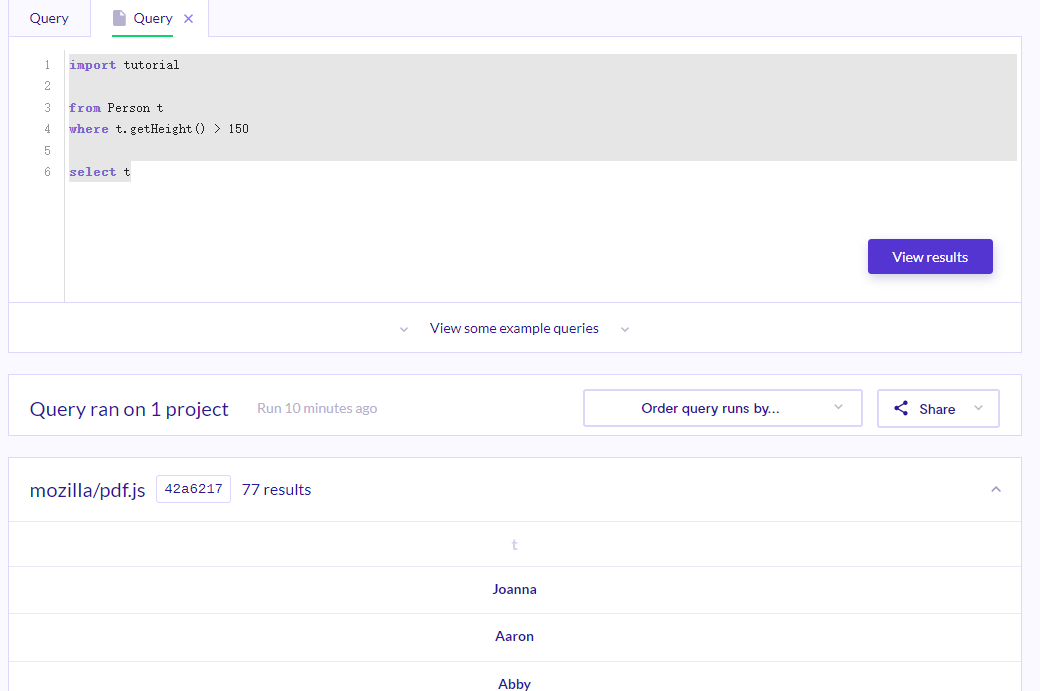 Query
Query
1 import tutorial
2
3 from Person t
4 where t.getHeight() > 150
5
6 select t
View results
View some example queries
Query ran on 1 project Run 10 minutes ago Order query runs by... Share
mozilla/pdf.js 42a6217 77 results
t
Joanna
Aaron
Abby